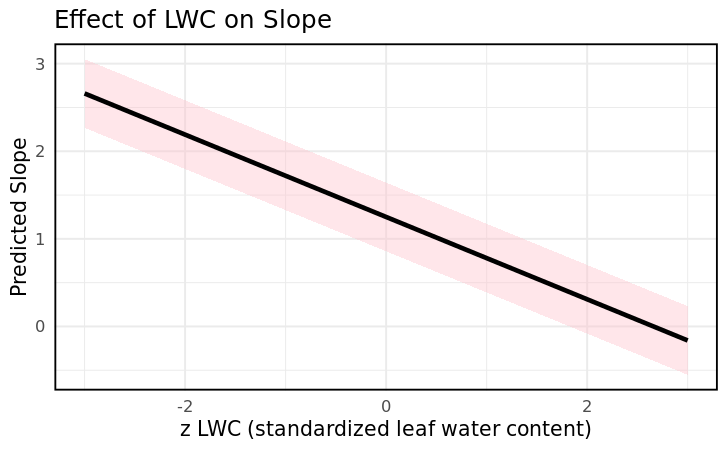 Effect of LWC on Slope
3
2
1
0
Predicted Slope
-2
0
2
z LWC (standardized leaf water content)